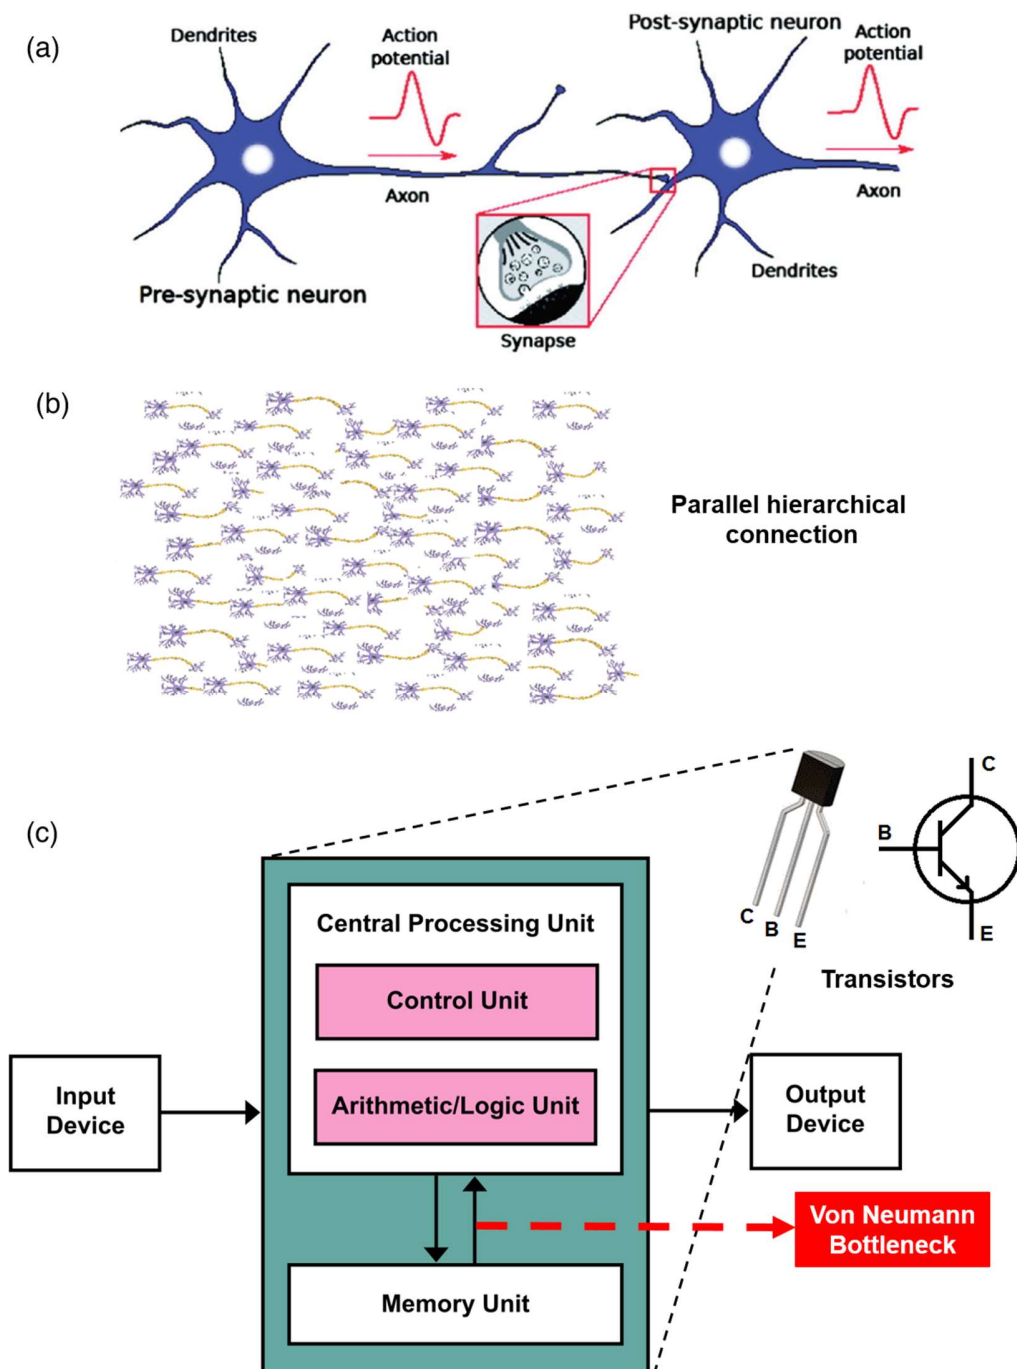 (a)
Dendrites
Action
potential
Post-synaptic neuron
Action
potential
Axon
Axon
Dendrites
Pre-synaptic neuron
Synapse
(b)
Parallel hierarchical
connection
(c)
C
B
E
C
B
E
Transistors
Central Processing Unit
Control Unit
Arithmetic/Logic Unit
Input
Device
Output
Device
Von Neumann
Bottleneck
Memory Unit